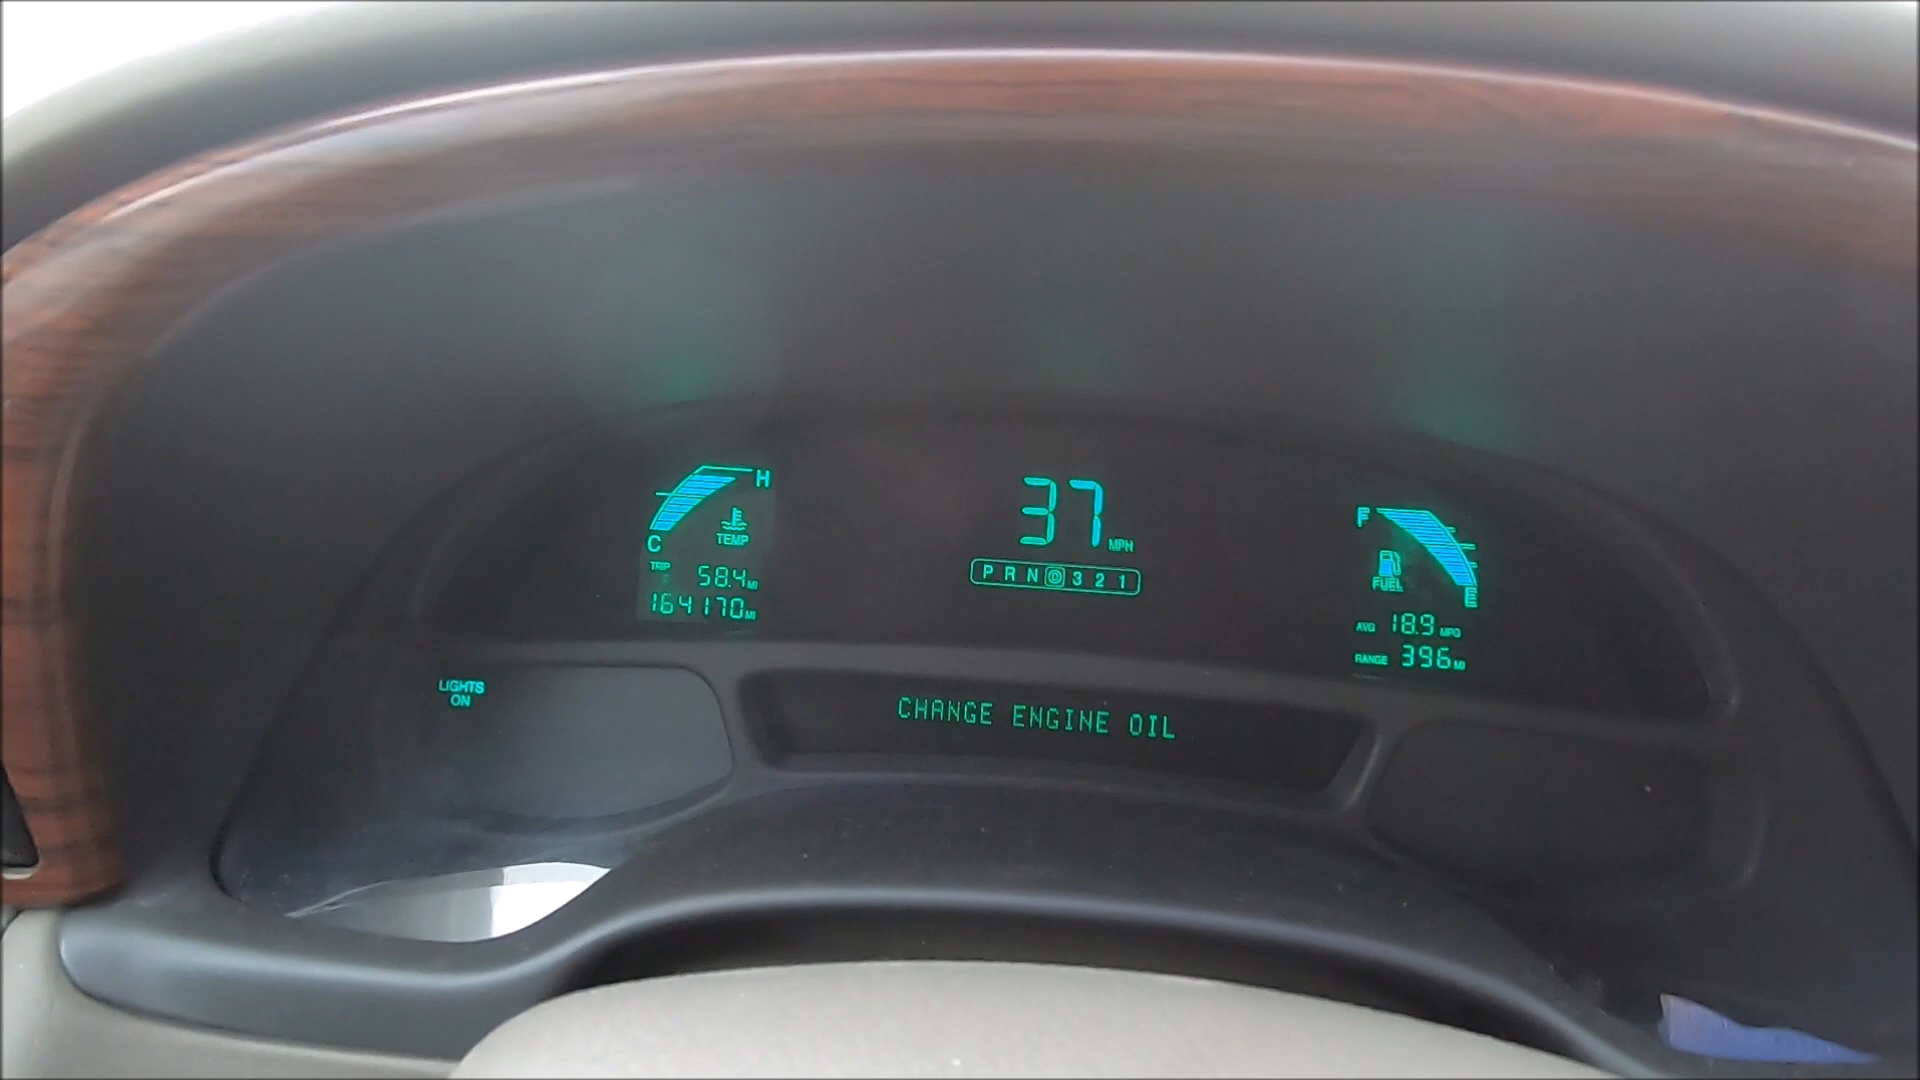 H
C
TEMP
TRIP 58.4 MI
164170 MI
37 MPH
P R N D 3 2 1
F
FUEL
E
AVG 18.9 MPG
RANGE 396 MI
LIGHTS
ON
CHANGE ENGINE OIL